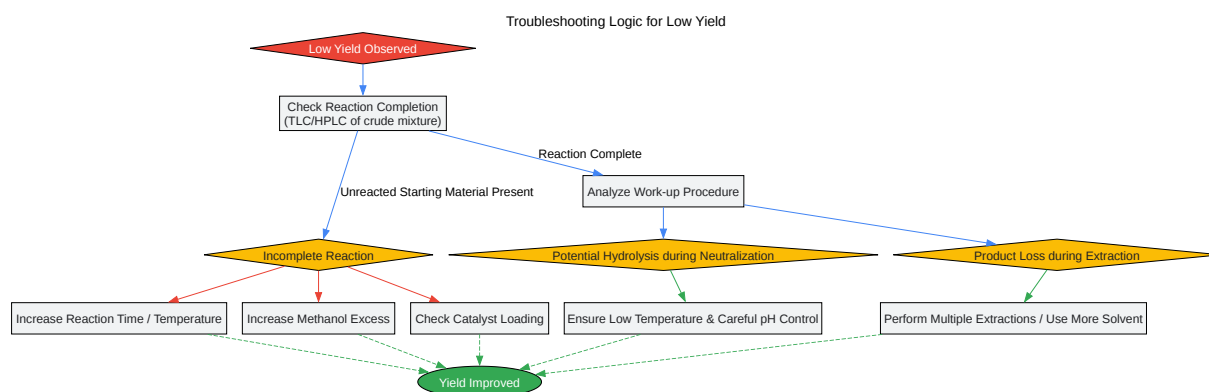 Troubleshooting Logic for Low Yield
Low Yield Observed
Check Reaction Completion
(TLC/HPLC of crude mixture)
Reaction Complete
Unreacted Starting Material Present
Analyze Work-up Procedure
Incomplete Reaction
Potential Hydrolysis during Neutralization
Product Loss during Extraction
Increase Reaction Time / Temperature
Increase Methanol Excess
Check Catalyst Loading
Ensure Low Temperature & Careful pH Control
Perform Multiple Extractions / Use More Solvent
Yield Improved